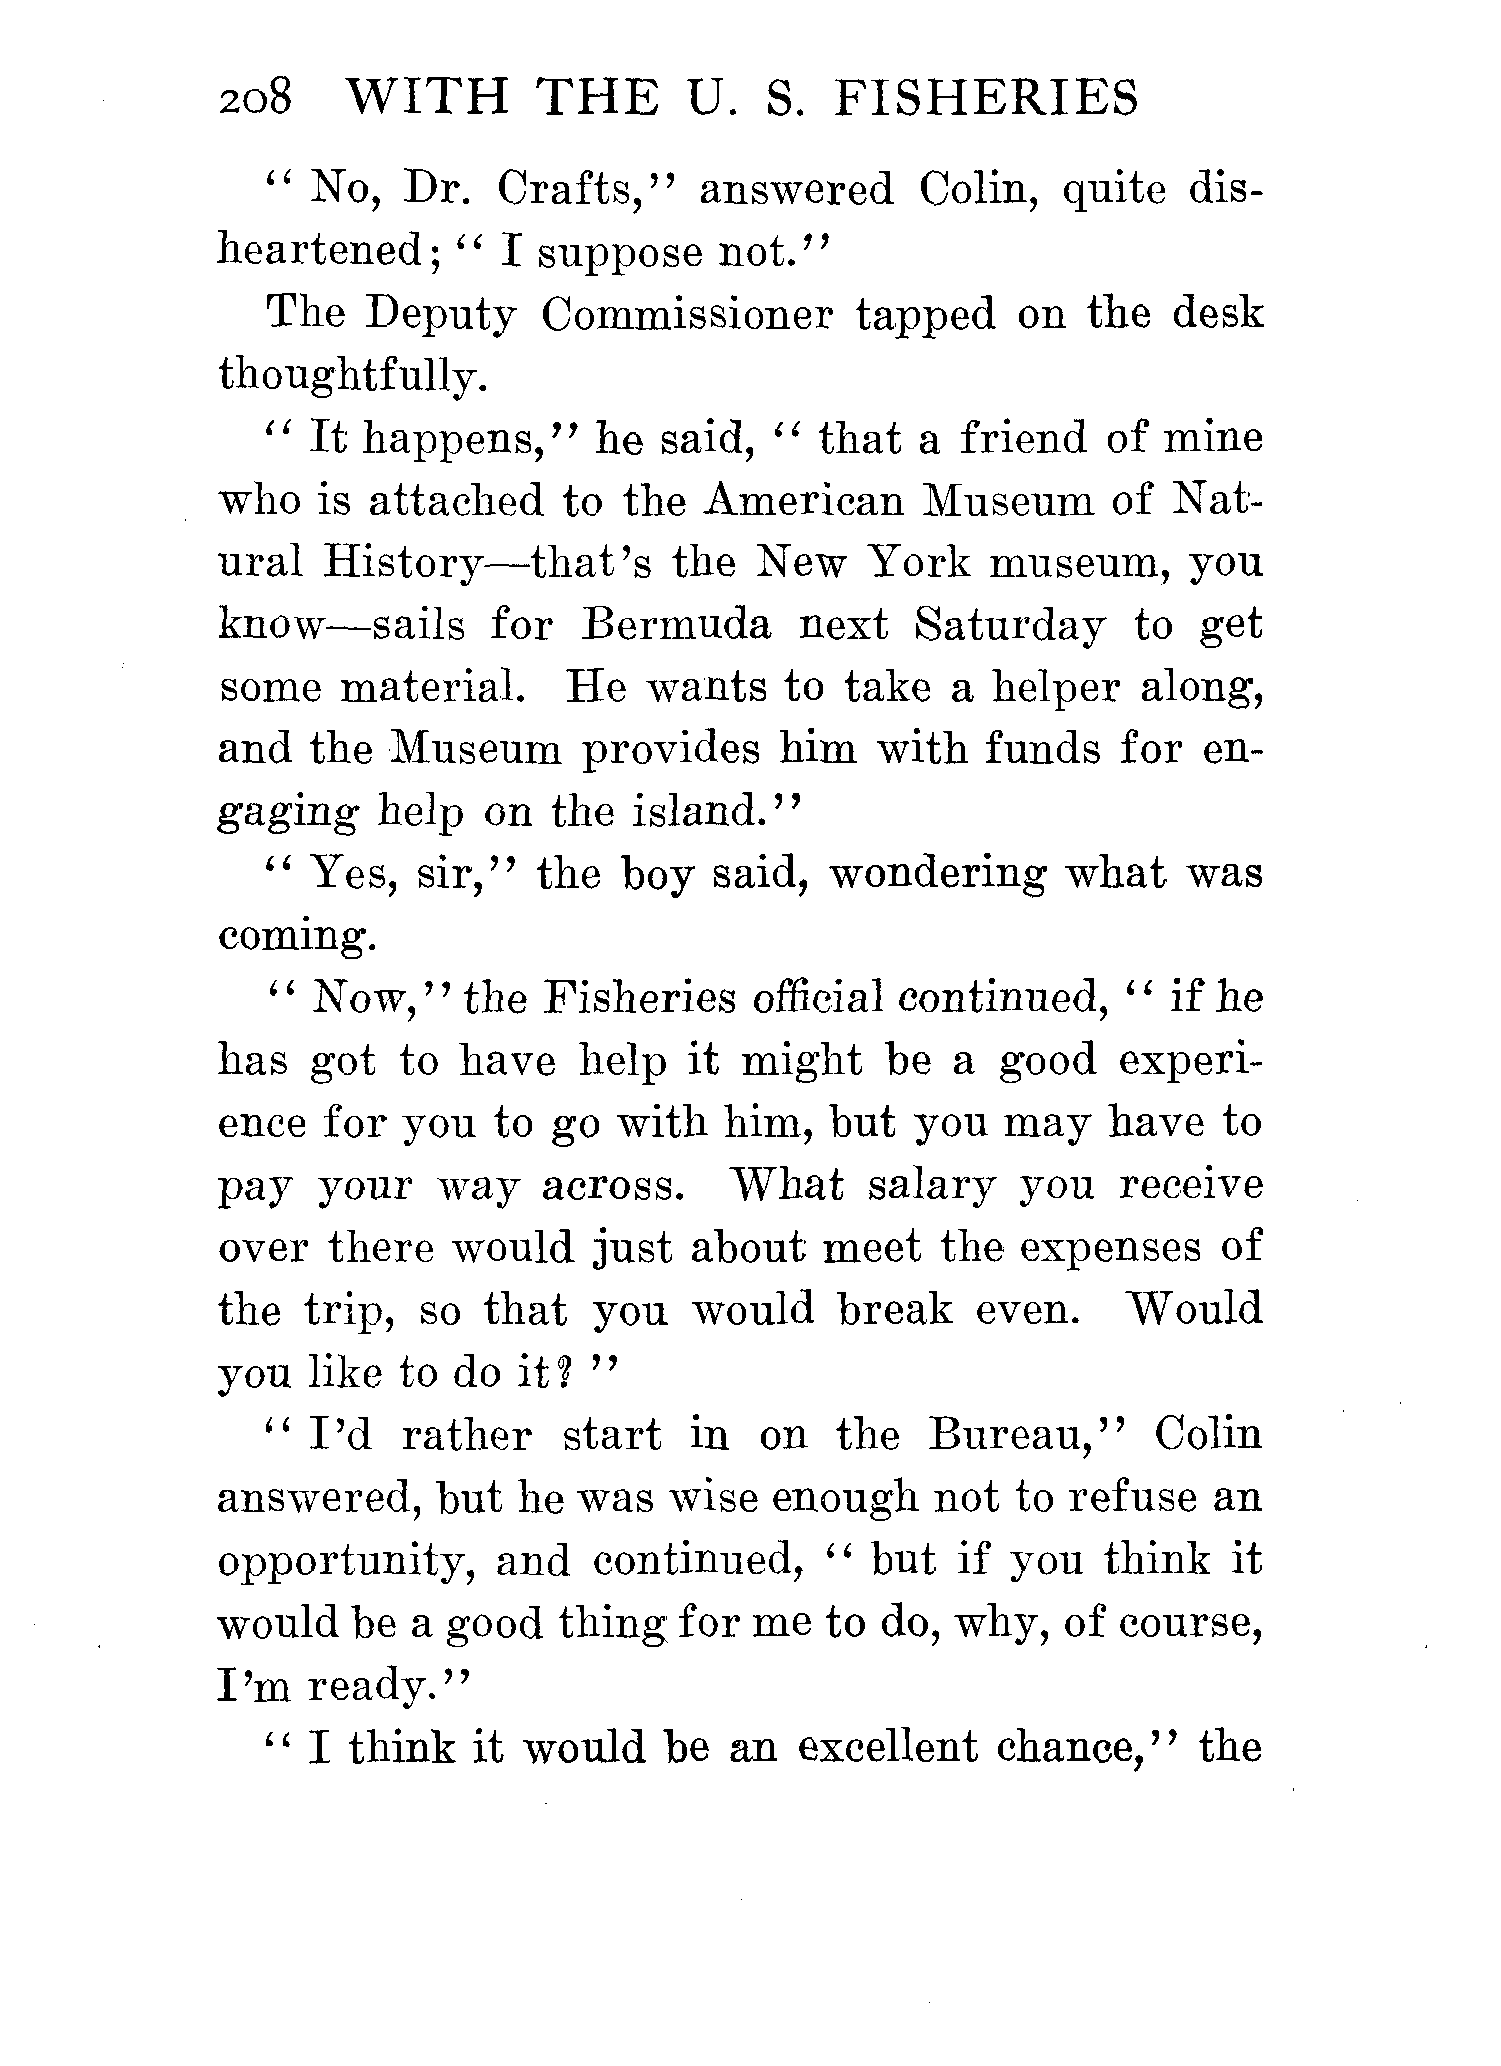 208 WITH THE U. S. FISHERIES
“ No, Dr. Crafts,” answered Colin, quite dis-
heartened; “ I suppose not.”
The Deputy Commissioner tapped on the desk
thoughtfully.
“ It happens,” he said, “ that a friend of mine
who is attached to the American Museum of Nat-
ural History—that’s the New York museum, you
know—sails for Bermuda next Saturday to get
some material. He wants to take a helper along,
and the Museum provides him with funds for en-
gaging help on the island.”
“ Yes, sir,” the boy said, wondering what was
coming.
“ Now,” the Fisheries official continued, “ if he
has got to have help it might be a good experi-
ence for you to go with him, but you may have to
pay your way across. What salary you receive
over there would just about meet the expenses of
the trip, so that you would break even. Would
you like to do it? ”
“ I’d rather start in on the Bureau,” Colin
answered, but he was wise enough not to refuse an
opportunity, and continued, “ but if you think it
would be a good thing for me to do, why, of course,
I’m ready.”
“ I think it would be an excellent chance,” the